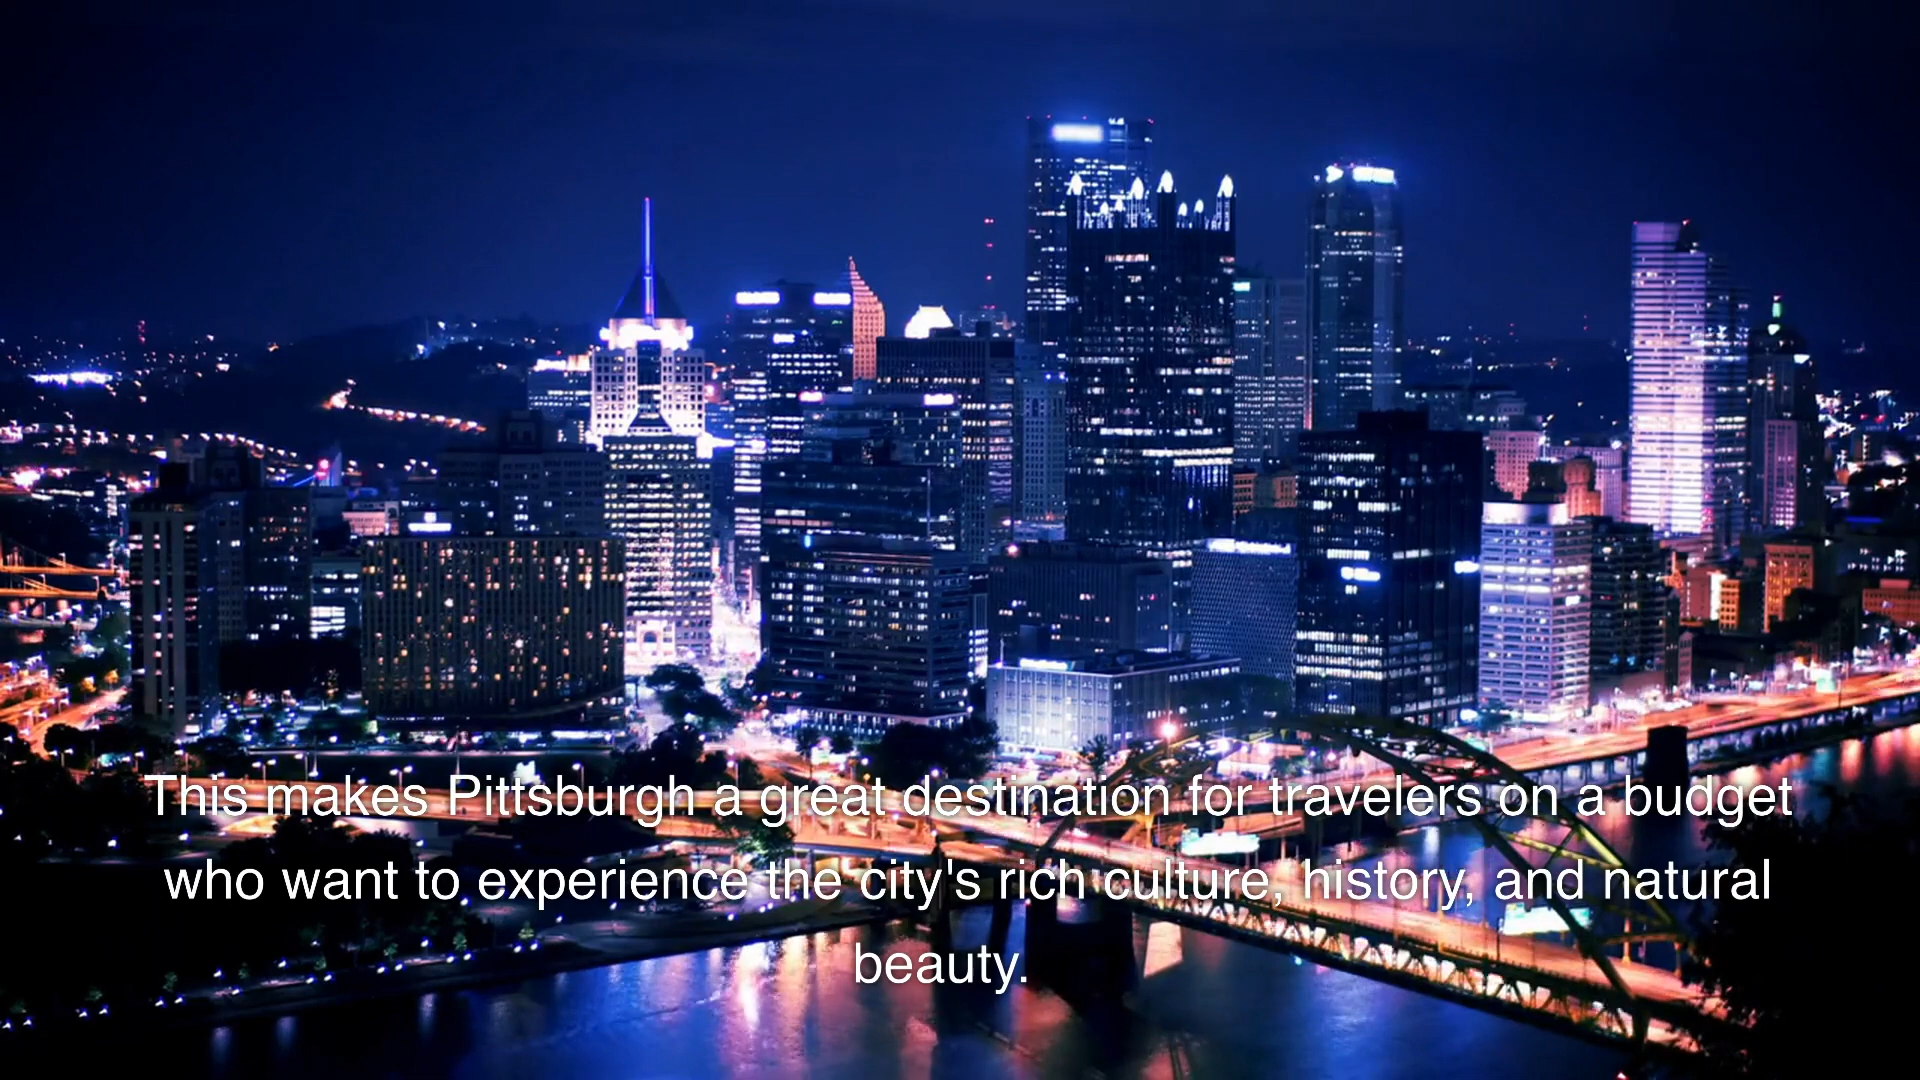 This makes Pittsburgh a great destination for travelers on a budget
who want to experience the city's rich culture, history, and natural
beauty.